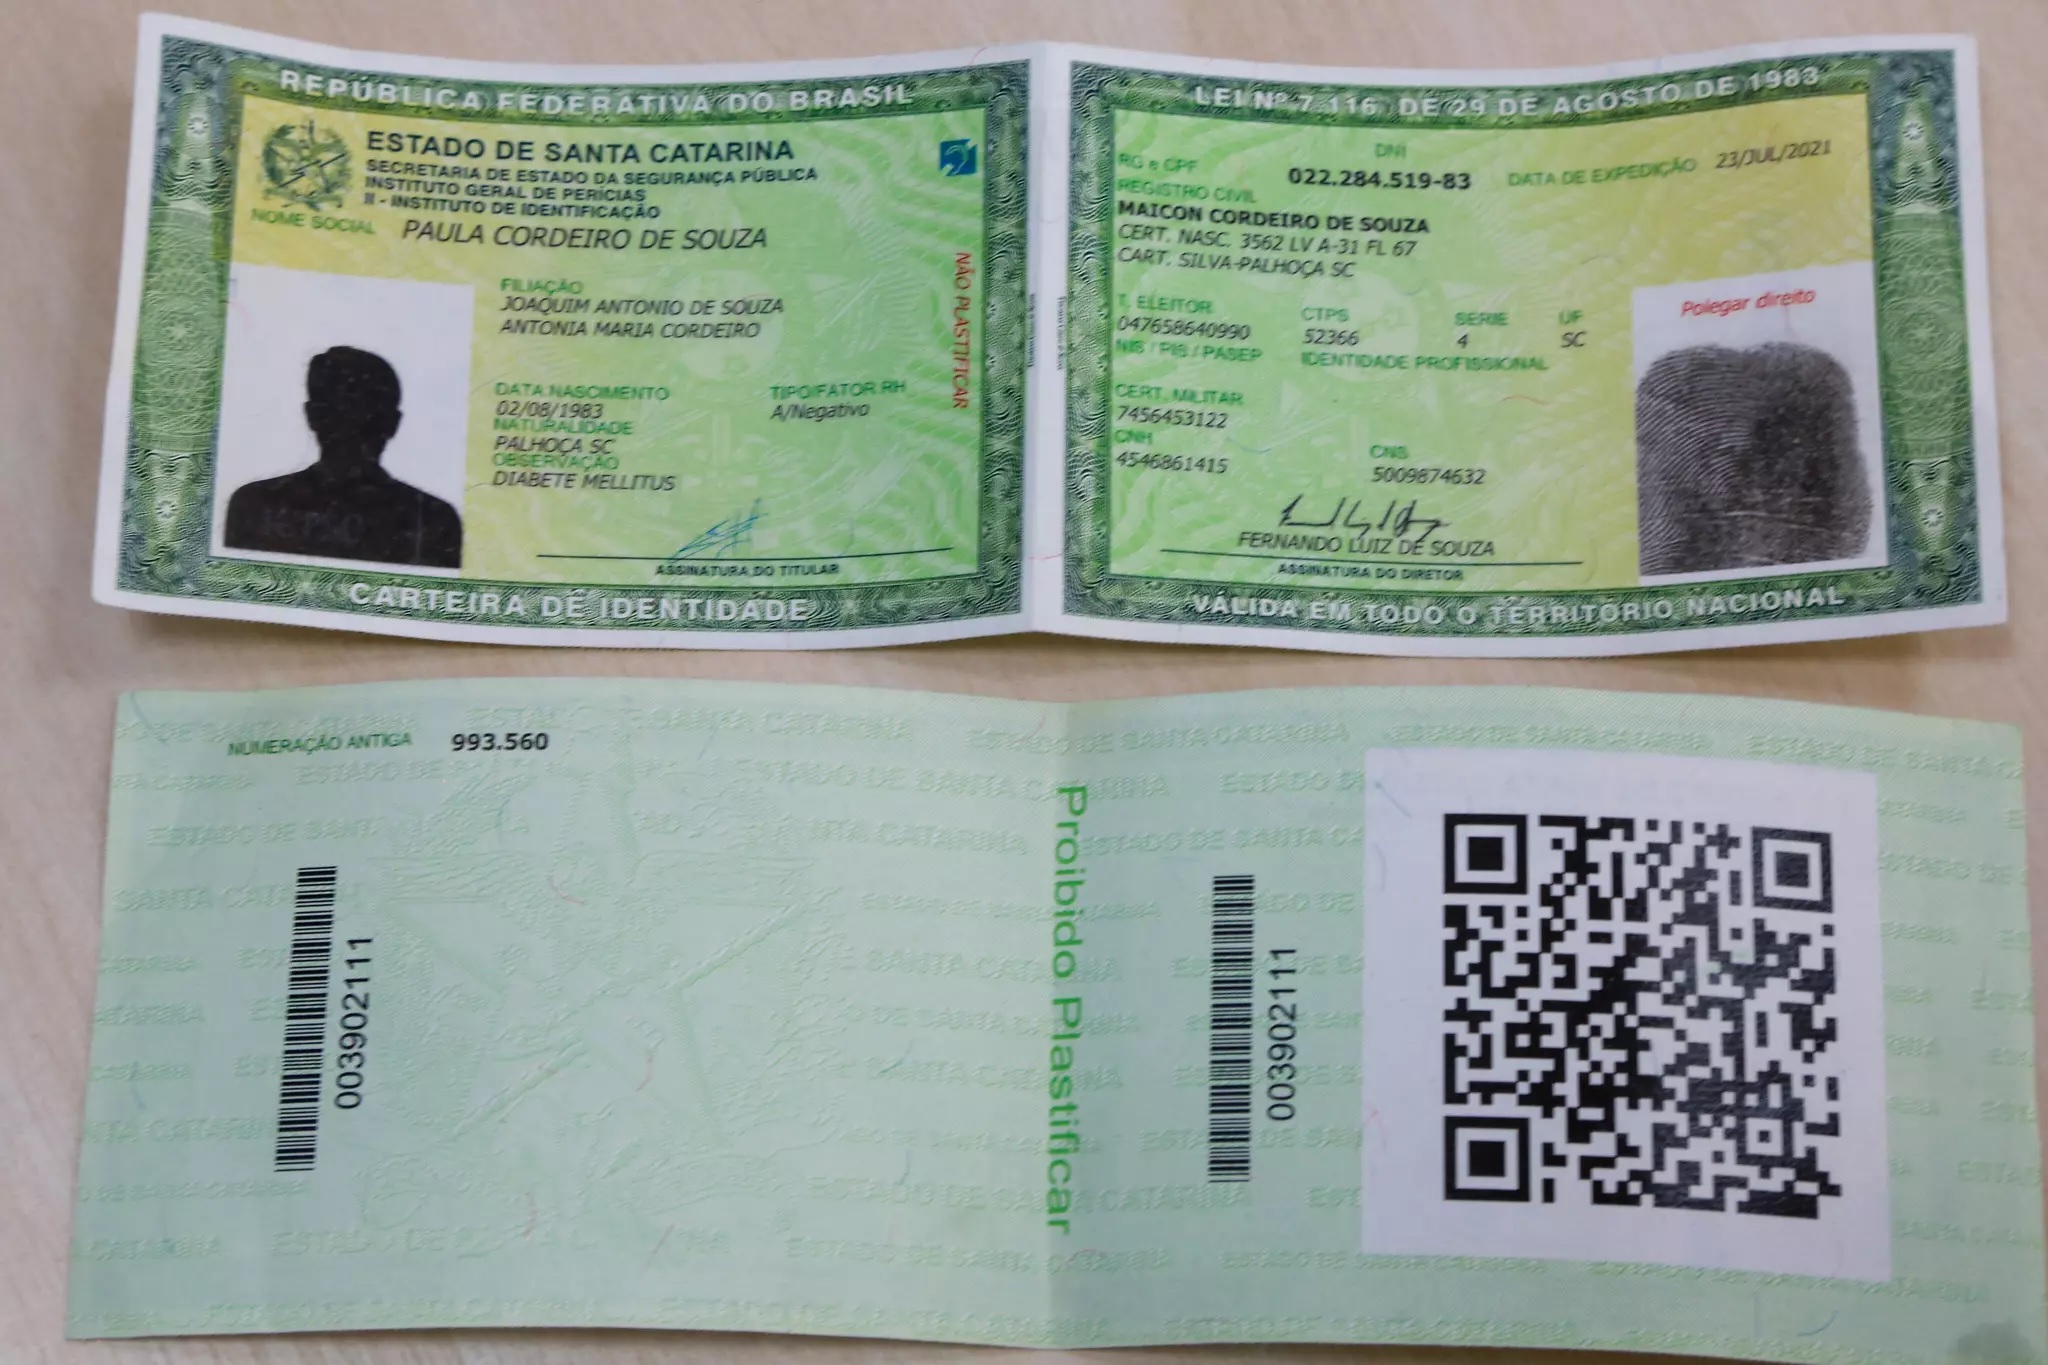 REPÚBLICA FEDERATIVA DO BRASIL
ESTADO DE SANTA CATARINA
SECRETARIA DE ESTADO DA SEGURANÇA PÚBLICA
INSTITUTO GERAL DE PERÍCIAS
II - INSTITUTO DE IDENTIFICAÇÃO
NOME SOCIAL PAULA CORDEIRO DE SOUZA
FILIAÇÃO
JOAQUIM ANTONIO DE SOUZA
ANTONIA MARIA CORDEIRO
DATA NASCIMENTO TIPO/FATOR RH
02/08/1983 A/Negativo
NATURALIDADE
PALHOÇA SC
OBSERVAÇÃO
DIABETE MELLITUS
NÃO PLASTIFICAR
ASSINATURA DO TITULAR
CARTEIRA DE IDENTIDADE
LEI Nº 7.116, DE 29 DE AGOSTO DE 1983
DNI
RG e CPF 022.284.519-83 DATA DE EXPEDIÇÃO 23/JUL/2021
REGISTRO CIVIL
MAICON CORDEIRO DE SOUZA
CERT. NASC. 3562 LV A-31 FL 67
CART. SILVA-PALHOÇA SC
T. ELEITOR CTPS SERIE UF
047658640990 52366 4 SC
NIS / PIS / PASEP IDENTIDADE PROFISSIONAL
CERT. MILITAR
7456453122
CNH CNS
4546861415 5009874632
FERNANDO LUIZ DE SOUZA
ASSINATURA DO DIRETOR
Polegar direito
VÁLIDA EM TODO O TERRITÓRIO NACIONAL
NUMERAÇÃO ANTIGA 993.560
0039021111
Proibido Plastificar
0039021111